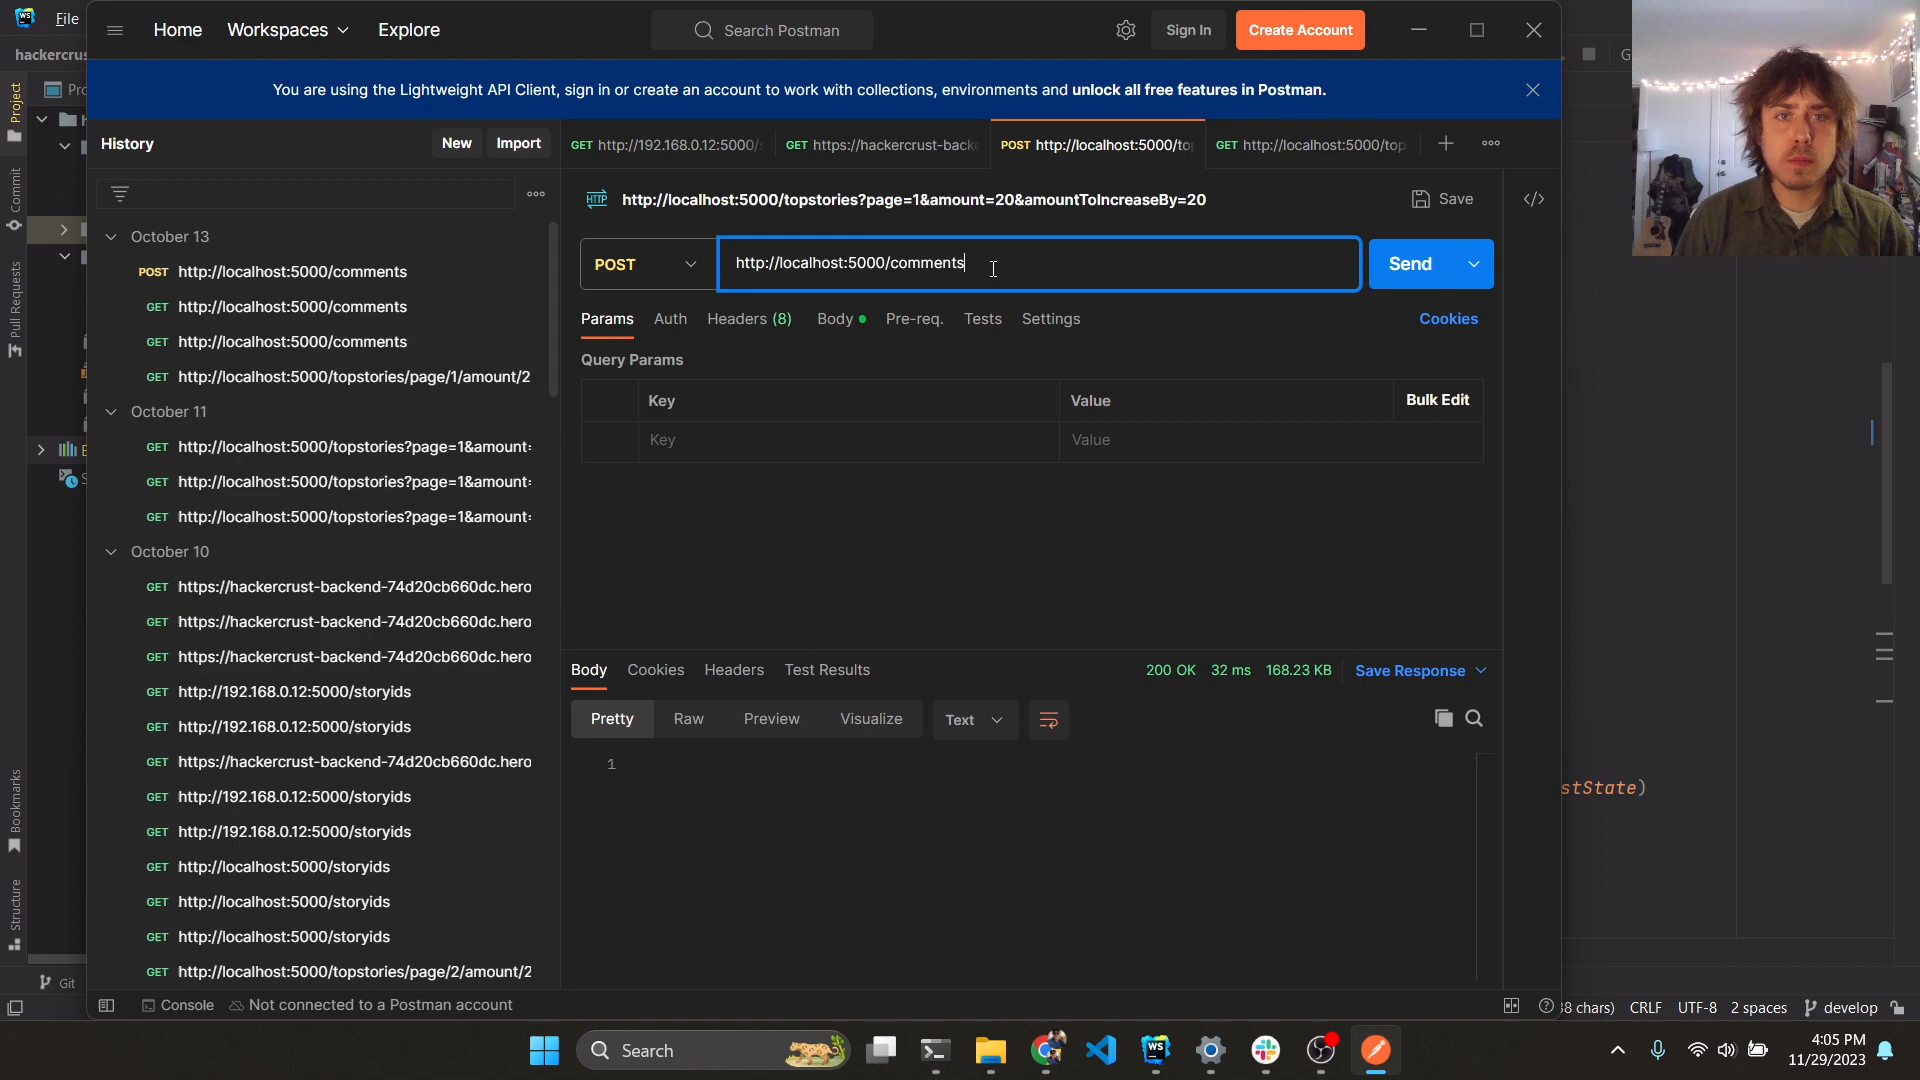 File
Home
Workspaces
Explore
Search Postman
Sign In
Create Account
You are using the Lightweight API Client, sign in or create an account to work with collections, environments and unlock all free features in Postman.
Project
Commit
Pull Requests
Bookmarks
Structure
History
New
Import
October 13
POST http://localhost:5000/comments
GET http://localhost:5000/comments
GET http://localhost:5000/comments
GET http://localhost:5000/topstories/page/1/amount/2
October 11
GET http://localhost:5000/topstories?page=1&amount=
GET http://localhost:5000/topstories?page=1&amount=
GET http://localhost:5000/topstories?page=1&amount=
October 10
GET https://hackercrust-backend-74d20cb660dc.hero
GET https://hackercrust-backend-74d20cb660dc.hero
GET https://hackercrust-backend-74d20cb660dc.hero
GET http://192.168.0.12:5000/storyids
GET http://192.168.0.12:5000/storyids
GET https://hackercrust-backend-74d20cb660dc.hero
GET http://192.168.0.12:5000/storyids
GET http://192.168.0.12:5000/storyids
GET http://localhost:5000/storyids
GET http://localhost:5000/storyids
GET http://localhost:5000/storyids
GET http://localhost:5000/topstories/page/2/amount/2
GET http://192.168.0.12:5000/s
GET https://hackercrust-backe
POST http://localhost:5000/to
GET http://localhost:5000/top
HTTP http://localhost:5000/topstories?page=1&amount=20&amountToIncreaseBy=20
Save
POST
http://localhost:5000/comments
Send
Params
Auth
Headers (8)
Body
Pre-req.
Tests
Settings
Cookies
Query Params
Key
Value
Bulk Edit
Key
Value
Body
Cookies
Headers
Test Results
200 OK
32 ms
168.23 KB
Save Response
Pretty
Raw
Preview
Visualize
Text
1
stState)
Git
Console
Not connected to a Postman account
38 chars)
CRLF
UTF-8
2 spaces
develop
Search
4:05 PM
11/29/2023